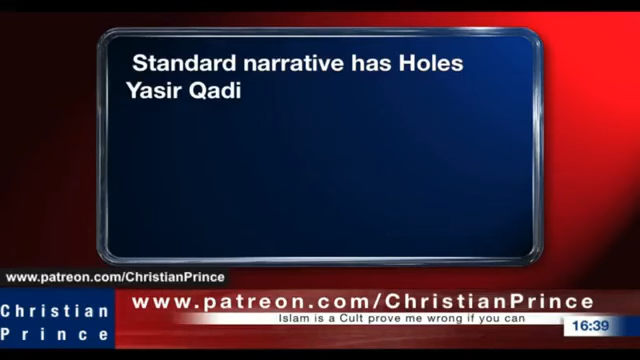 Standard narrative has Holes
Yasir Qadi
www.patreon.com/ChristianPrince
Christian
Prince
www.patreon.com/ChristianPrince
Islam is a Cult prove me wrong if you can
16:39